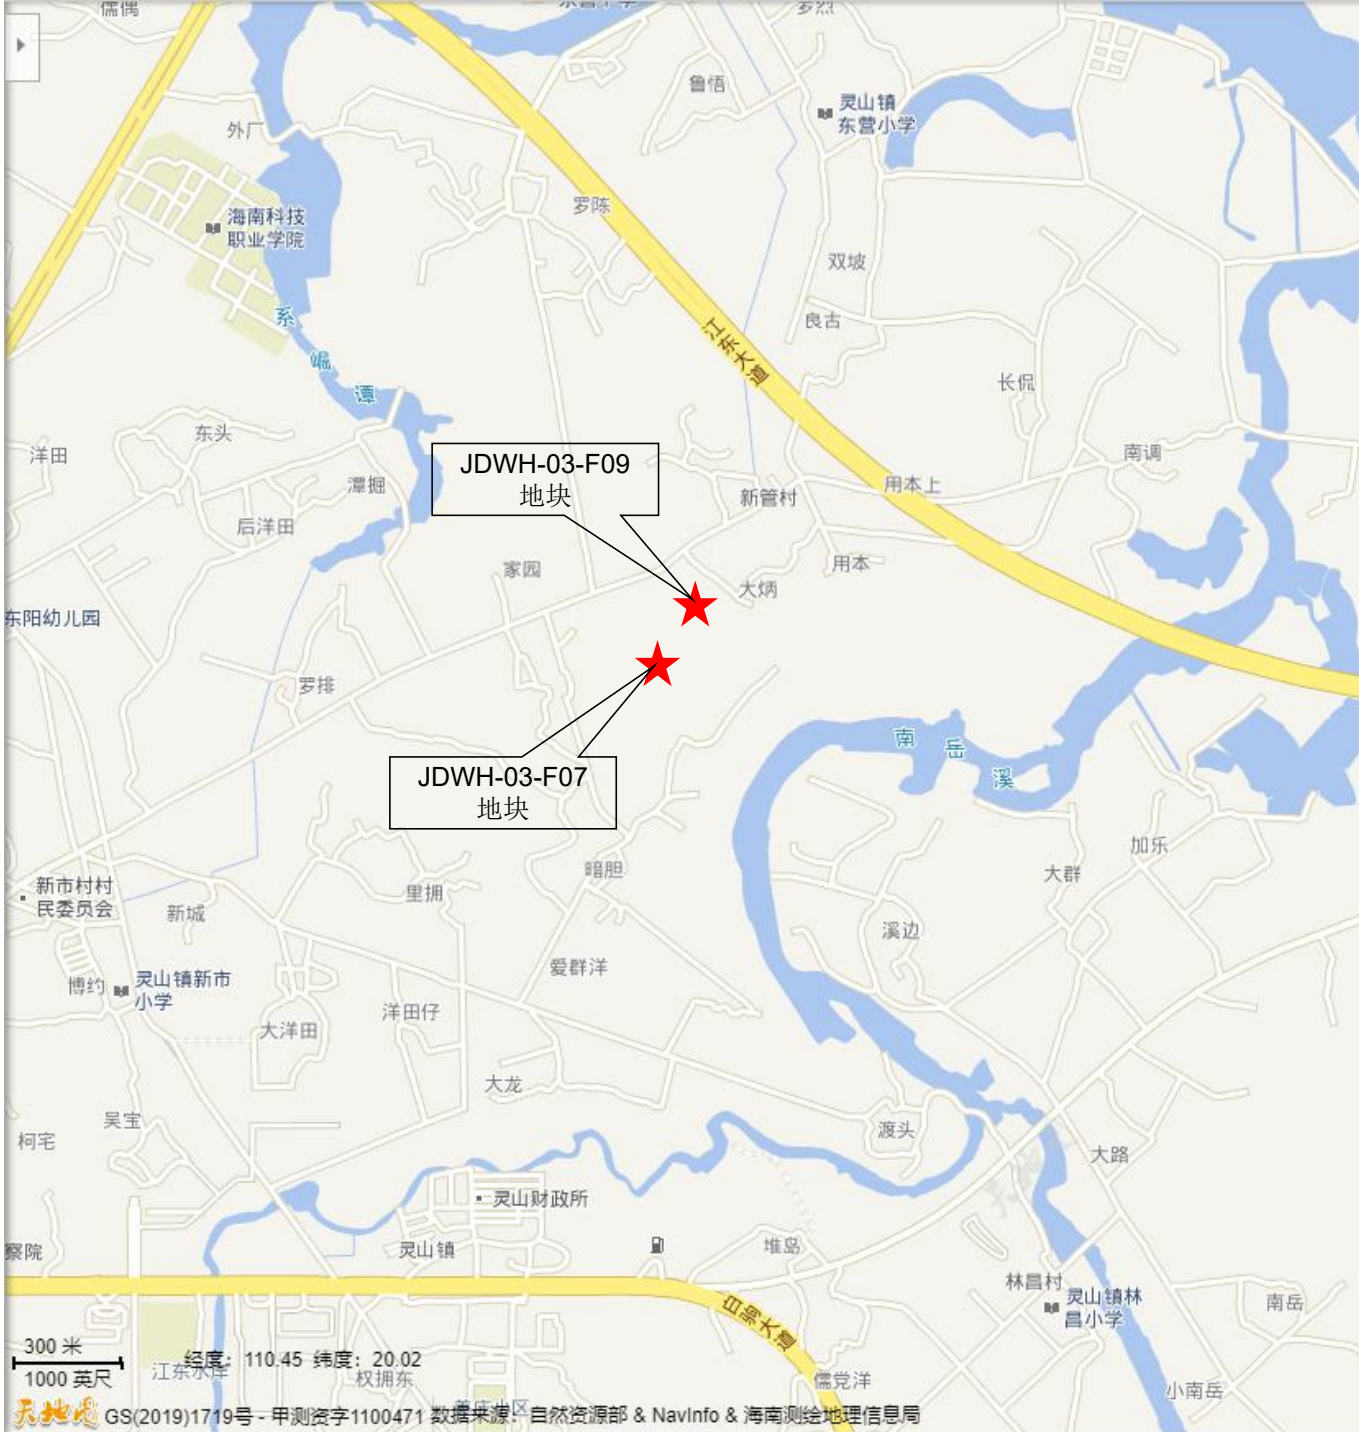 儒偶
罗烈
鲁悟
灵山镇
东营小学
外厂
海南科技
职业学院
罗陈
双坡
良古
系
崛
潭
江东大道
长侃
东头
洋田
南调
JDWH-03-F09
地块
潭掘
用本上
新管村
后洋田
家园
用本
大炳
东阳幼儿园
罗排
南
岳
溪
JDWH-03-F07
地块
加乐
暗胆
大群
新市村村
民委员会
里拥
新城
溪边
爱群洋
灵山镇新市
小学
博约
洋田仔
大洋田
大龙
吴宝
渡头
柯宅
大路
灵山财政所
察院
灵山镇
堆岛
林昌村
灵山镇林
昌小学
南岳
白驹大道
300 米
1000 英尺
经度：110.45 纬度：20.02
江东水岸
权拥东
儒党洋
小南岳
天地图
GS(2019)1719号 - 甲测资字1100471 数据来源：自然资源部 & NavInfo & 海南测绘地理信息局